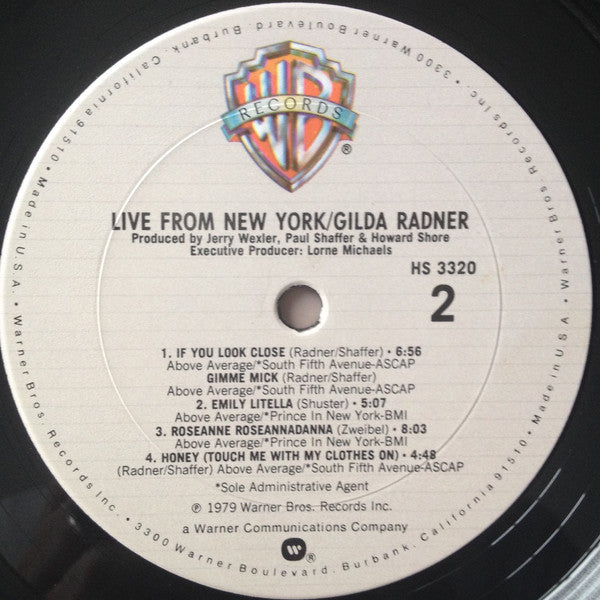 WB
RECORDS
®
LIVE FROM NEW YORK/GILDA RADNER
Produced by Jerry Wexler, Paul Shaffer & Howard Shore
Executive Producer: Lorne Michaels
HS 3320
2
1. IF YOU LOOK CLOSE (Radner/Shaffer) • 6:56
Above Average/*South Fifth Avenue-ASCAP
GIMME MICK (Radner/Shaffer)
Above Average/*South Fifth Avenue-ASCAP
2. EMILY LITELLA (Shuster) • 5:07
Above Average/*Prince In New York-BMI
3. ROSEANNE ROSEANNADANNA (Zweibel) • 8:03
Above Average/*Prince In New York-BMI
4. HONEY (TOUCH ME WITH MY CLOTHES ON) • 4:48
(Radner/Shaffer) Above Average/*South Fifth Avenue-ASCAP
*Sole Administrative Agent
℗ 1979 Warner Bros. Records Inc.
a Warner Communications Company
®
Warner Bros. Records Inc. • 3300 Warner Boulevard. Burbank, California 91510 • Made in U.S.A. • Warner Bros. Records Inc. • 3300 Warner Boulevard. Burbank, California 91510 • Made in U S A •